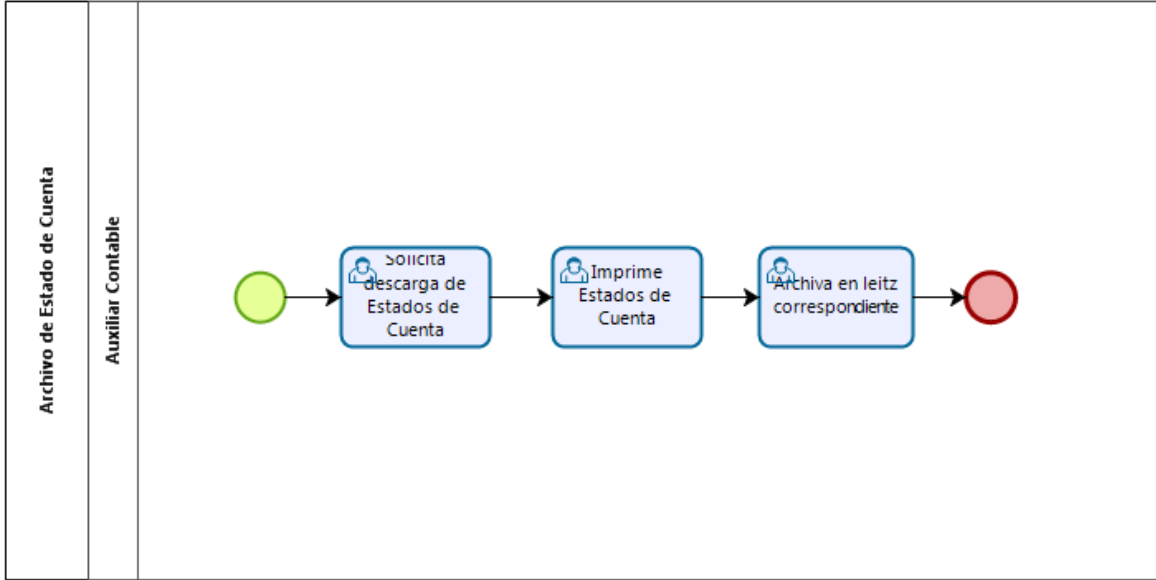 Archivo de Estado de Cuenta
Auxiliar Contable
Solicita
descarga de
Estados de
Cuenta
Imprime
Estados de
Cuenta
Archiva en leitz
correspondiente